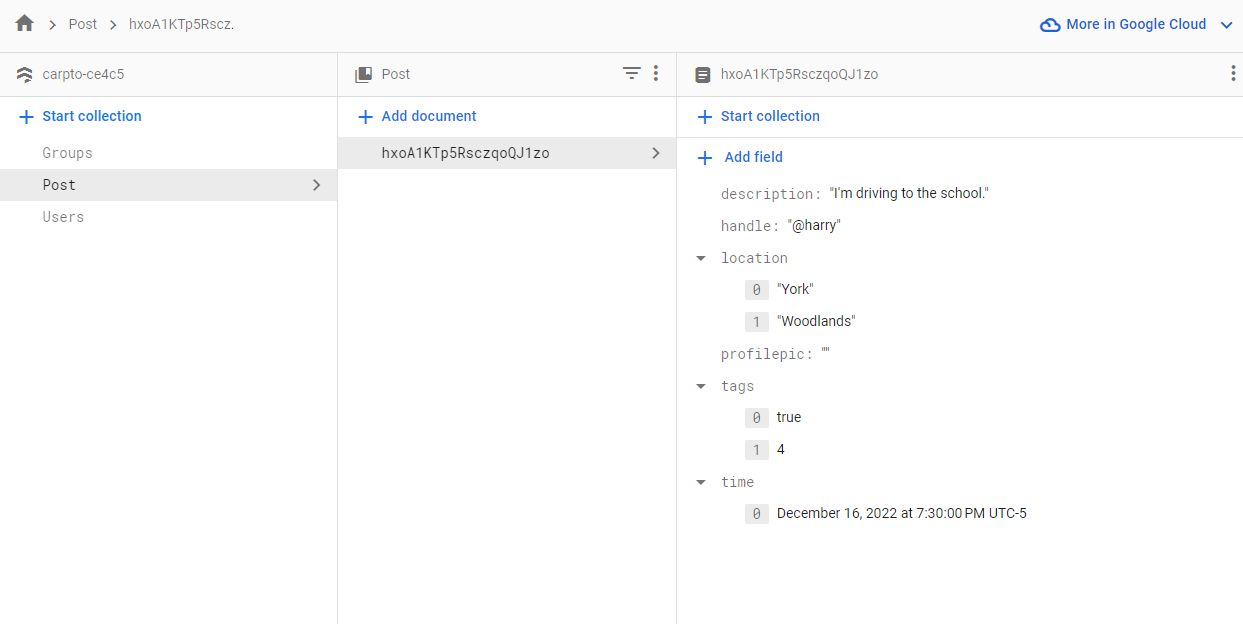 Post
hxoA1KTp5Rscz.
More in Google Cloud
carpto-ce4c5
Start collection
Groups
Post
Users
Post
Add document
hxoA1KTp5RsczqoQJ1zo
hxoA1KTp5RsczqoQJ1zo
Start collection
Add field
description: "I'm driving to the school."
handle: "@harry"
location
0 "York"
1 "Woodlands"
profilepic: ""
tags
0 true
1 4
time
0 December 16, 2022 at 7:30:00 PM UTC-5